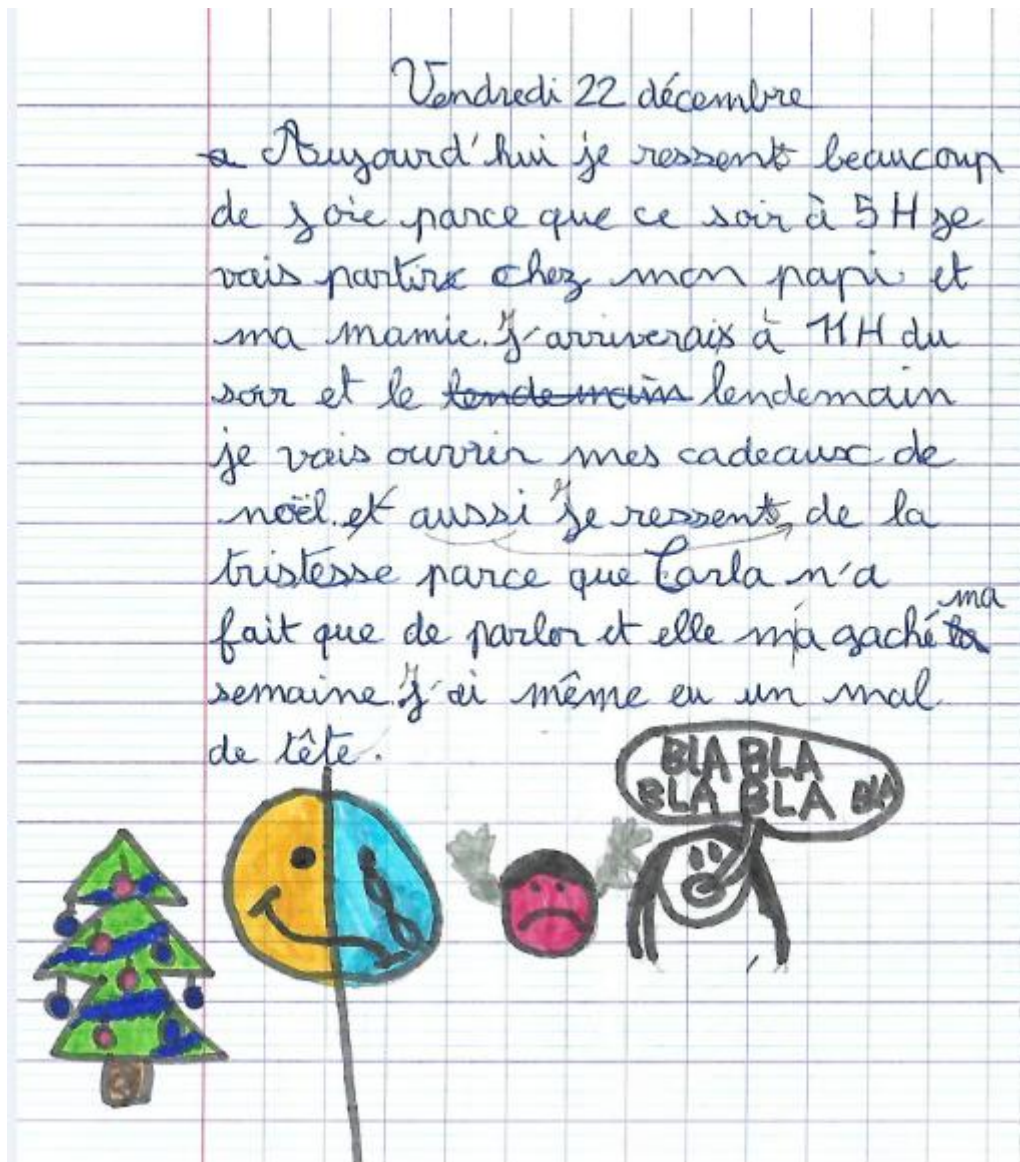 Vendredi 22 décembre
a Aujourd'hui je ressent beaucoup
de joie parce que ce soir à 5H je
vais partire chez mon papi et
ma mamie. J'arriverais à 11H du
soir et le lendemain lendemain
je vais ouvrir mes cadeaux de
noël. et aussi Je ressent de la
tristesse parce que Carla n'a
fait que de parler et elle m'a gaché la ma
semaine. J'ai même eu un mal
de tête.
BLA BLA
BLA BLA BLA